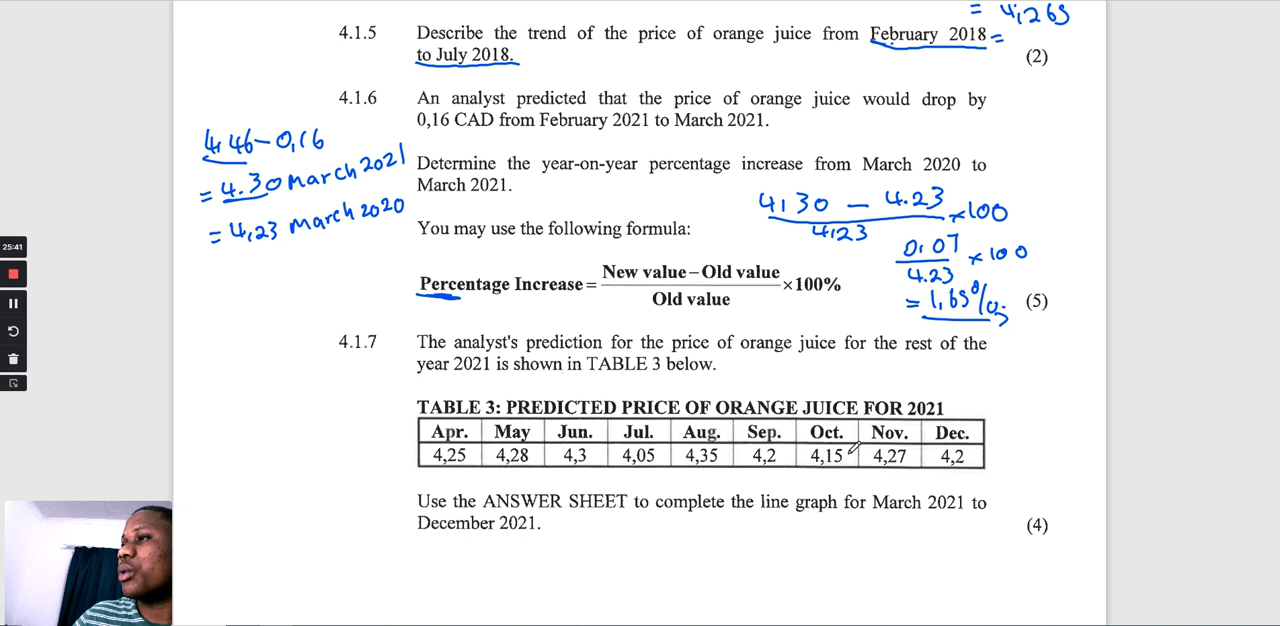 = 4,265
4.1.5 Describe the trend of the price of orange juice from February 2018 =
to July 2018. (2)
4.1.6 An analyst predicted that the price of orange juice would drop by
0,16 CAD from February 2021 to March 2021.
4,46 - 0,16
= 4.30 March 2021
= 4,23 March 2020
Determine the year-on-year percentage increase from March 2020 to
March 2021.
4,30 - 4.23
4,23
×100
You may use the following formula:
0,07
4.23
×100
Percentage Increase = New value – Old value
Old value
×100%
= 1,65%
(5)
4.1.7 The analyst's prediction for the price of orange juice for the rest of the
year 2021 is shown in TABLE 3 below.
TABLE 3: PREDICTED PRICE OF ORANGE JUICE FOR 2021
Apr. May Jun. Jul. Aug. Sep. Oct. Nov. Dec.
4,25 4,28 4,3 4,05 4,35 4,2 4,15 4,27 4,2
Use the ANSWER SHEET to complete the line graph for March 2021 to
December 2021. (4)
25:41